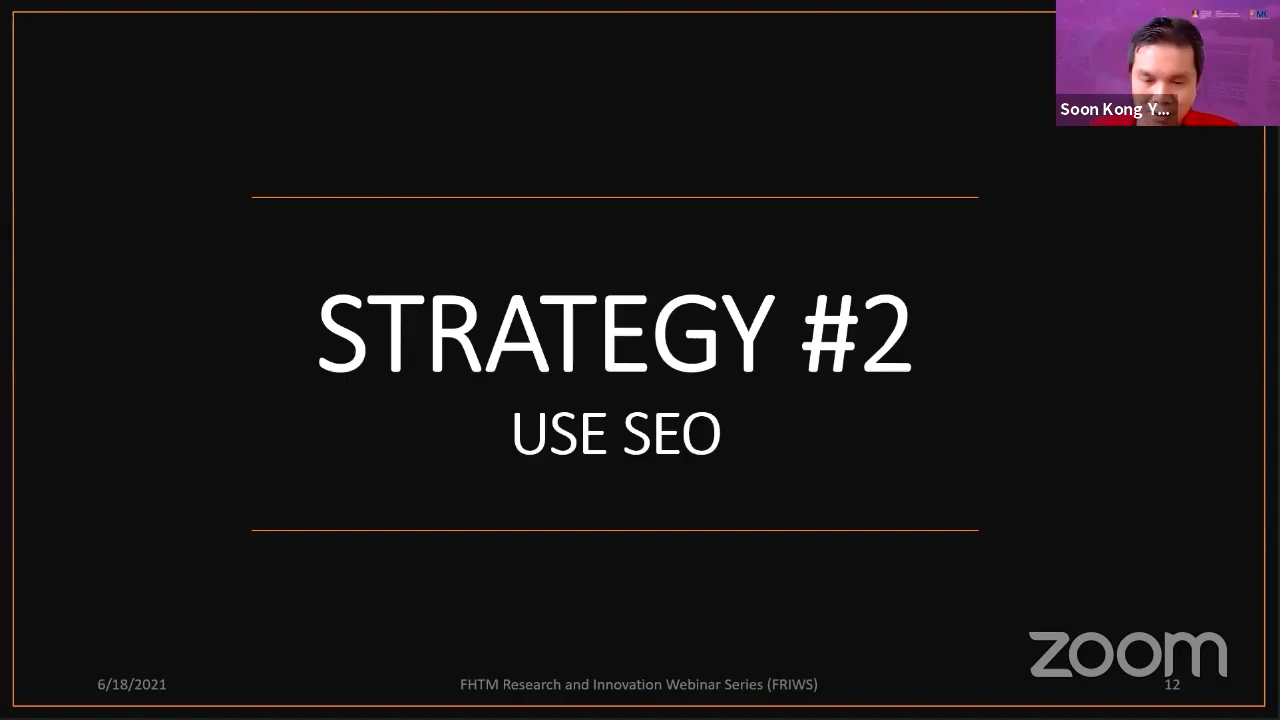 Soon Kong Y...
STRATEGY #2
USE SEO
zoom
6/18/2021
FHTM Research and Innovation Webinar Series (FRIWS)
12